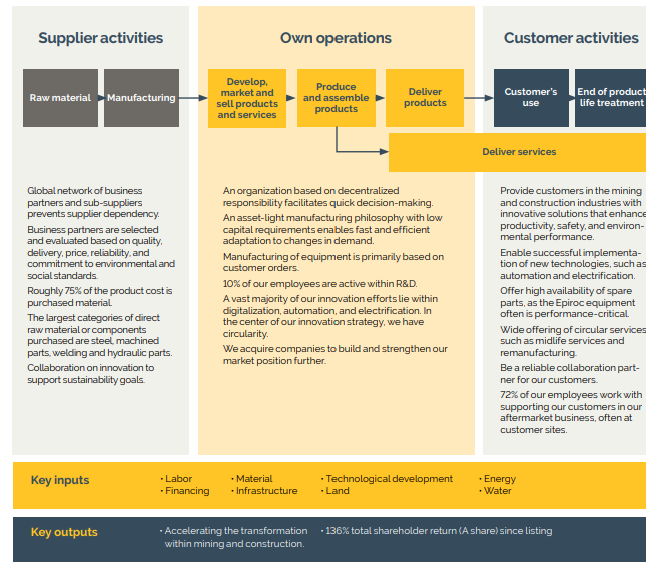 Supplier activities
Own operations
Customer activities
Raw material
Manufacturing
Develop,
market and
sell products
and services
Produce
and assemble
products
Deliver
products
Customer's
use
End of product
life treatment
Deliver services
Global network of business
partners and sub-suppliers
prevents supplier dependency.
Business partners are selected
and evaluated based on quality,
delivery, price, reliability, and
commitment to environmental and
social standards.
Roughly 75% of the product cost is
purchased material.
The largest categories of direct
raw material or components
purchased are steel, machined
parts, welding and hydraulic parts.
Collaboration on innovation to
support sustainability goals.
An organization based on decentralized
responsibility facilitates quick decision-making.
An asset-light manufacturing philosophy with low
capital requirements enables fast and efficient
adaptation to changes in demand.
Manufacturing of equipment is primarily based on
customer orders.
10% of our employees are active within R&D.
A vast majority of our innovation efforts lie within
digitalization, automation, and electrification. In
the center of our innovation strategy, we have
circularity.
We acquire companies to build and strengthen our
market position further.
Provide customers in the mining
and construction industries with
innovative solutions that enhance
productivity, safety, and environ-
mental performance.
Enable successful implementa-
tion of new technologies, such as
automation and electrification.
Offer high availability of spare
parts, as the Epiroc equipment
often is performance-critical.
Wide offering of circular services
such as midlife services and
remanufacturing.
Be a reliable collaboration part-
ner for our customers.
72% of our employees work with
supporting our customers in our
aftermarket business, often at
customer sites.
Key inputs
• Labor
• Financing
• Material
• Infrastructure
• Technological development
• Land
• Energy
• Water
Key outputs
• Accelerating the transformation
within mining and construction.
• 136% total shareholder return (A share) since listing